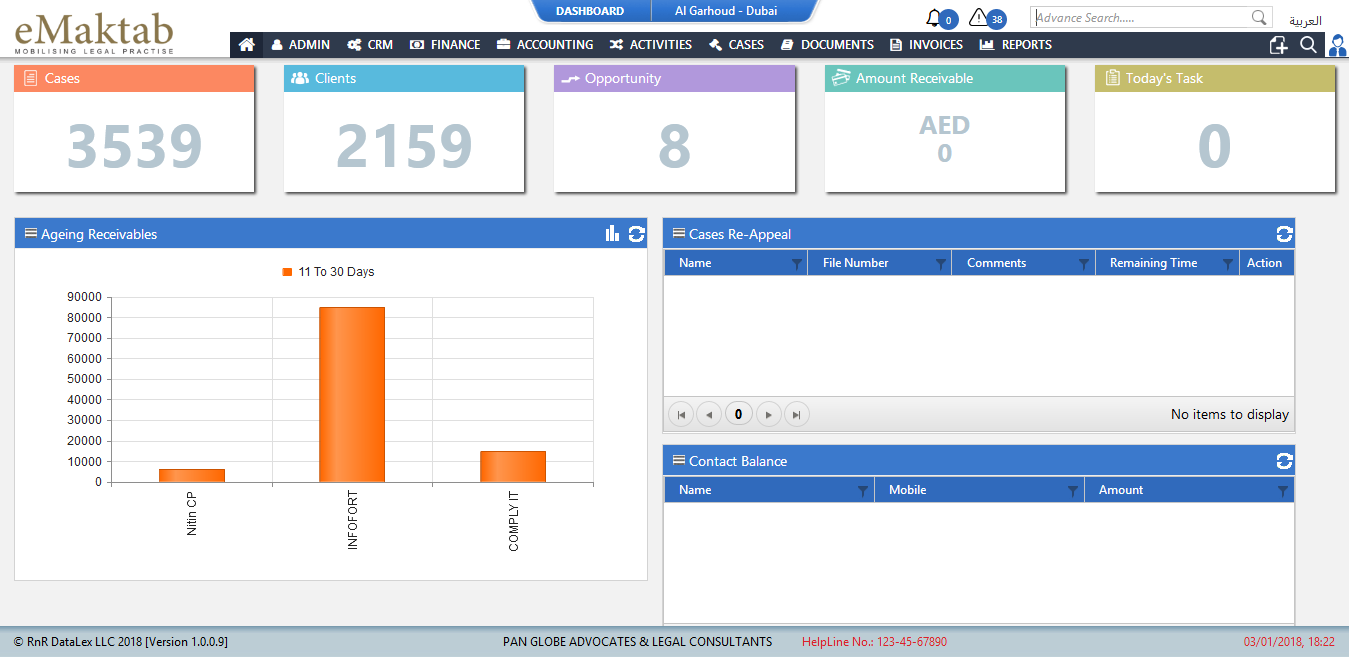 eMaktab
MOBILISING LEGAL PRACTISE
DASHBOARD Al Garhoud - Dubai
0 38
Advance Search.....
العربية
ADMIN CRM FINANCE ACCOUNTING ACTIVITIES CASES DOCUMENTS INVOICES REPORTS
Cases
3539
Clients
2159
Opportunity
8
Amount Receivable
AED
0
Today's Task
0
Ageing Receivables
11 To 30 Days
90000
80000
70000
60000
50000
40000
30000
20000
10000
0
Nitin CP
INFOFORT
COMPLY IT
Cases Re-Appeal
Name File Number Comments Remaining Time Action
0 No items to display
Contact Balance
Name Mobile Amount
© RnR DataLex LLC 2018 [Version 1.0.0.9] PAN GLOBE ADVOCATES & LEGAL CONSULTANTS HelpLine No.: 123-45-67890 03/01/2018, 18:22